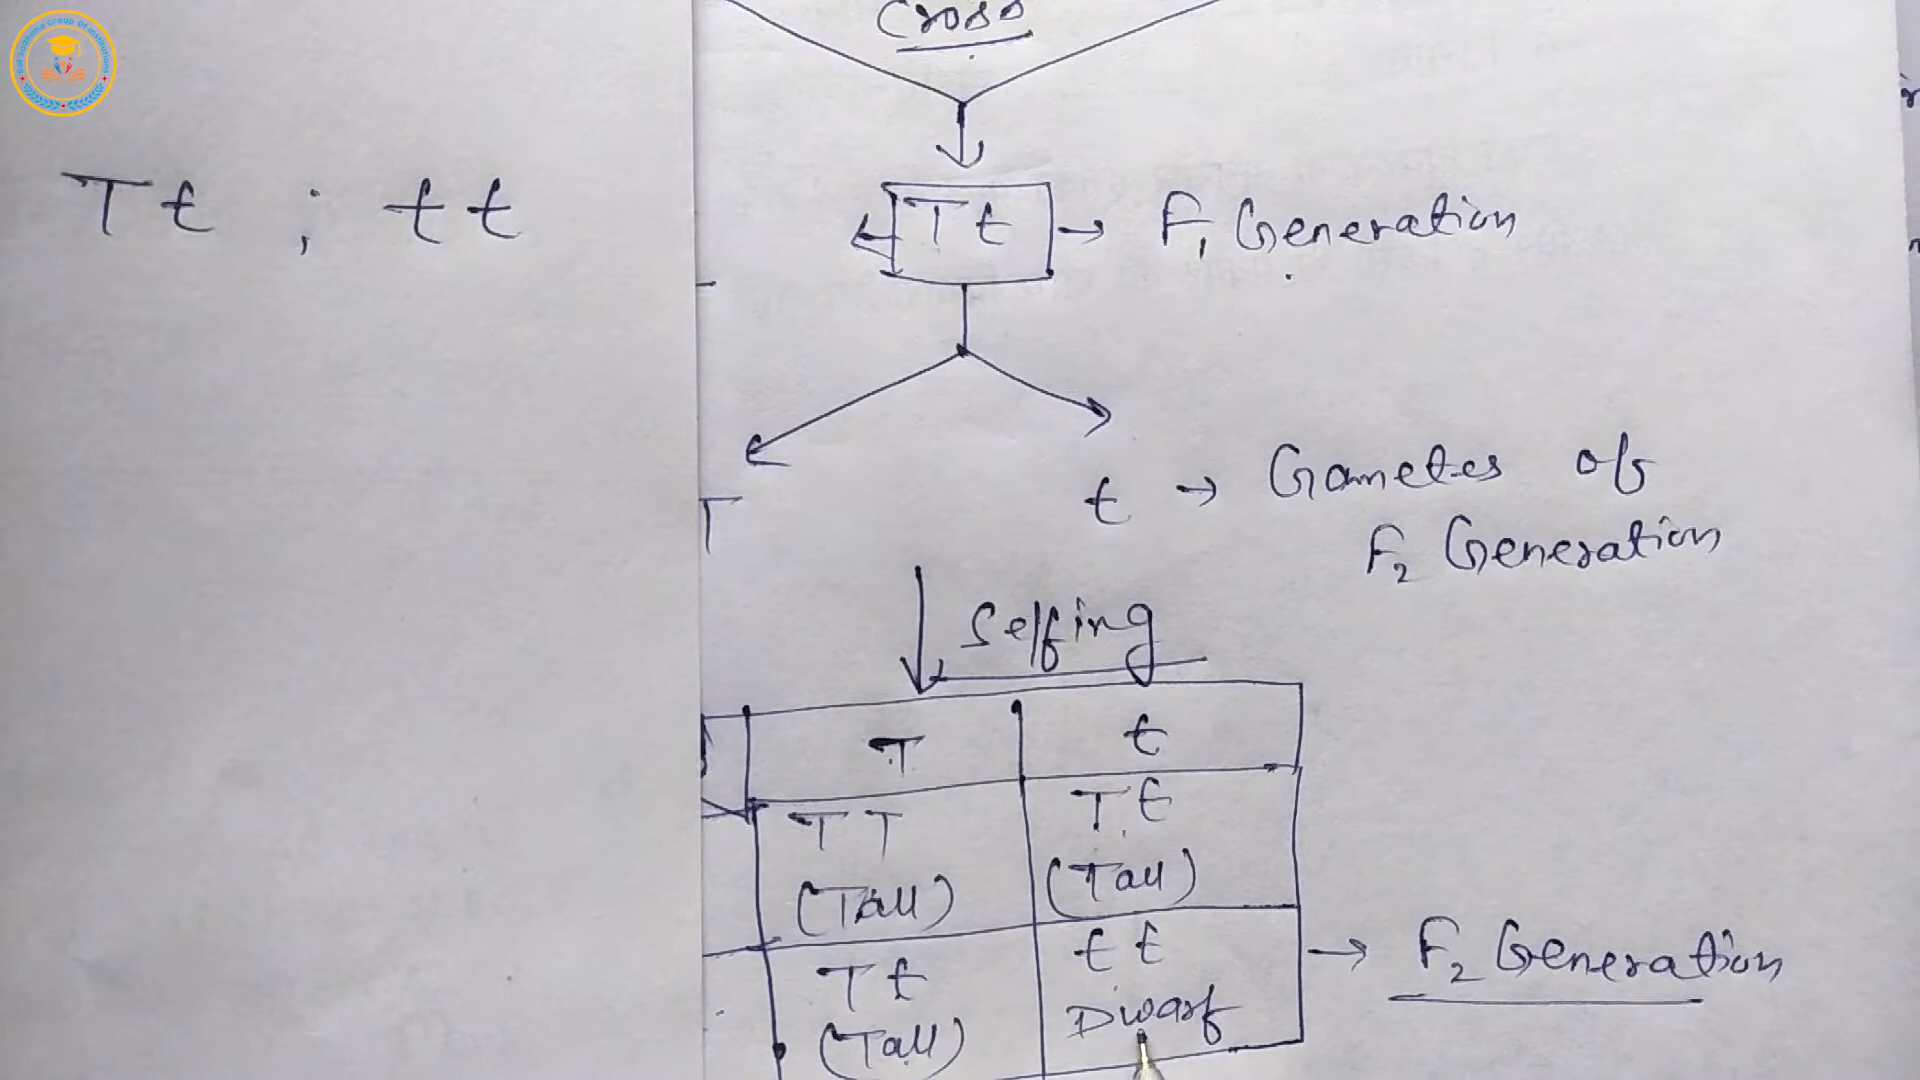 Cross
Tt ; tt
Tt → F1 Generation
T
t → Gametes of
F2 Generation
Selfing
T t
TT Tt
(Tall) (Tall)
Tt tt
(Tall) Dwarf
→ F2 Generation